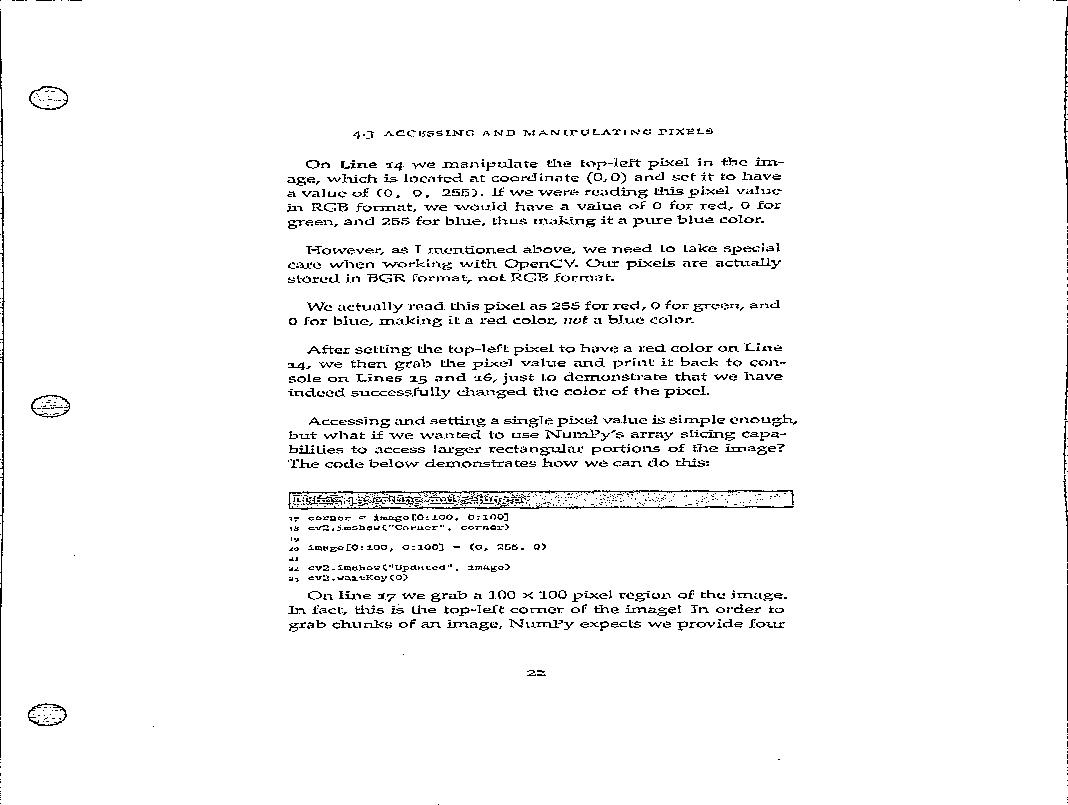 4.3 ACCESSING AND MANIPULATING PIXELS
On Line 14 we manipulate the top-left pixel in the im-
age, which is located at coordinate (0,0) and set it to have
a value of (0, 0, 255). If we were reading this pixel value
in RGB format, we would have a value of 0 for red, 0 for
green, and 255 for blue, thus making it a pure blue color.
However, as I mentioned above, we need to take special
care when working with OpenCV. Our pixels are actually
stored in BGR format, not RGB format.
We actually read this pixel as 255 for red, 0 for green, and
0 for blue, making it a red color, not a blue color.
After setting the top-left pixel to have a red color on Line
14, we then grab the pixel value and print it back to con-
sole on Lines 15 and 16, just to demonstrate that we have
indeed successfully changed the color of the pixel.
Accessing and setting a single pixel value is simple enough,
but what if we wanted to use NumPy's array slicing capa-
bilities to access larger rectangular portions of the image?
The code below demonstrates how we can do this:
17 corner = image[0:100, 0:100]
18 cv2.imshow("Corner", corner)
19
20 image[0:100, 0:100] = (0, 255, 0)
21
22 cv2.imshow("Updated", image)
23 cv2.waitKey(0)
On line 17 we grab a 100 × 100 pixel region of the image.
In fact, this is the top-left corner of the image! In order to
grab chunks of an image, NumPy expects we provide four
22